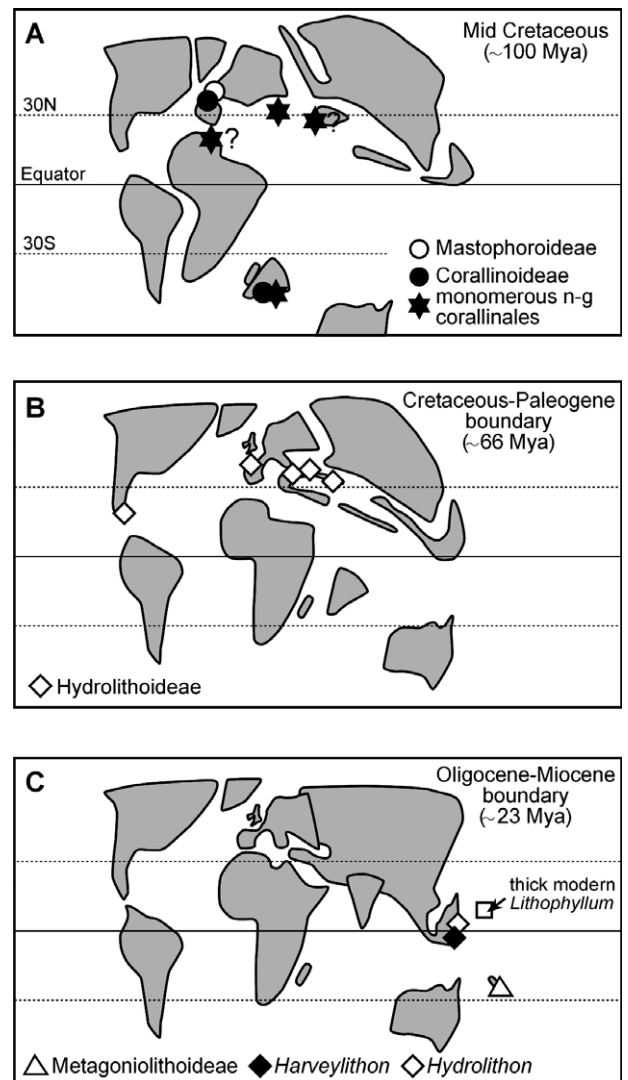 A
Mid Cretaceous
(~100 Mya)
30N
?
?
Equator
30S
Mastophoroideae
Corallinoideae
monomerous n-g
corallinales
B
Cretaceous-Paleogene
boundary
(~66 Mya)
Hydrolithoideae
C
Oligocene-Miocene
boundary
(~23 Mya)
thick modern
Lithophyllum
Metagoniolithoideae Harveylithon Hydrolithon